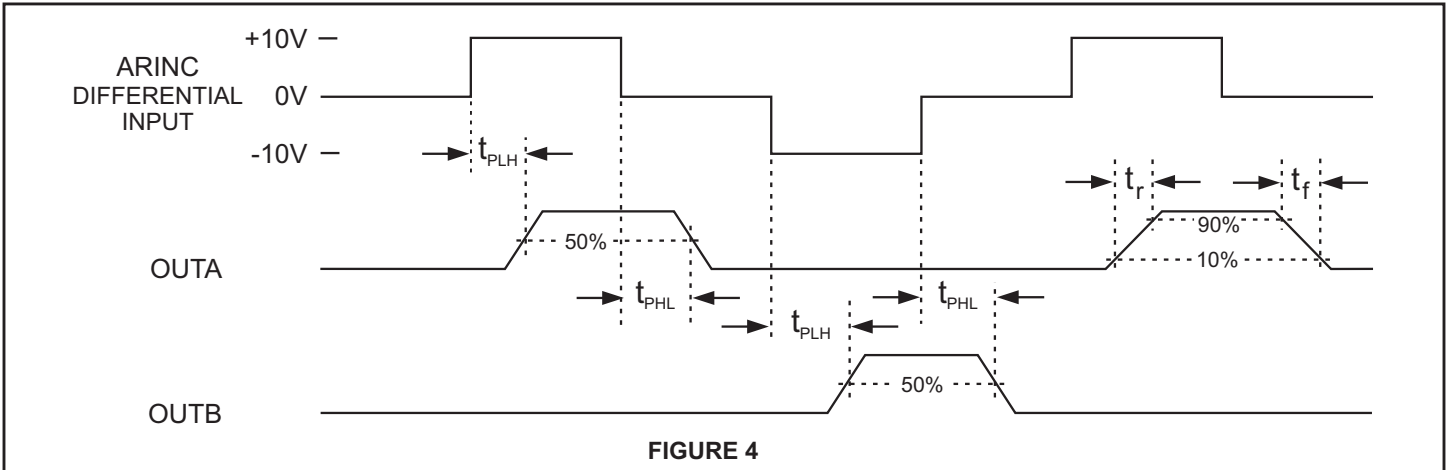 +10V
ARINC
DIFFERENTIAL
INPUT
0V
-10V
tPLH
tr
tf
OUTA
50%
90%
10%
tPHL
tPLH
tPHL
OUTB
50%
FIGURE 4